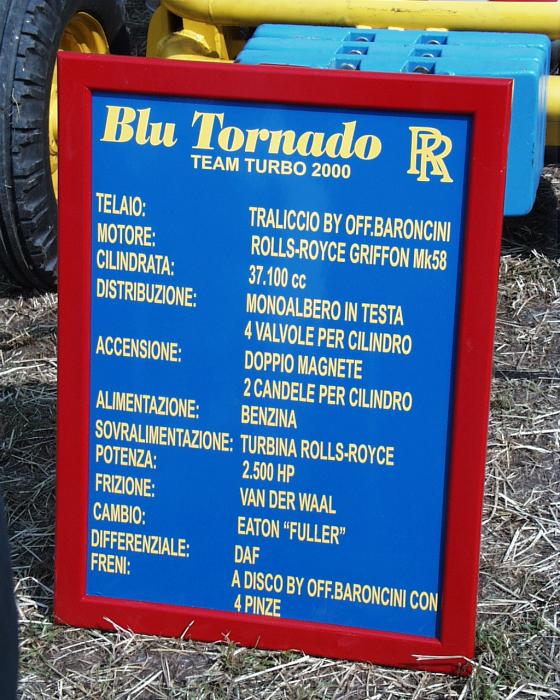 Blu Tornado
RR
TEAM TURBO 2000
TELAIO: TRALICCIO BY OFF.BARONCINI
MOTORE: ROLLS-ROYCE GRIFFON Mk58
CILINDRATA: 37.100 cc
DISTRIBUZIONE: MONOALBERO IN TESTA
4 VALVOLE PER CILINDRO
ACCENSIONE: DOPPIO MAGNETE
2 CANDELE PER CILINDRO
ALIMENTAZIONE: BENZINA
SOVRALIMENTAZIONE: TURBINA ROLLS-ROYCE
POTENZA: 2.500 HP
FRIZIONE: VAN DER WAAL
CAMBIO: EATON “FULLER”
DIFFERENZIALE: DAF
FRENI: A DISCO BY OFF.BARONCINI CON
4 PINZE